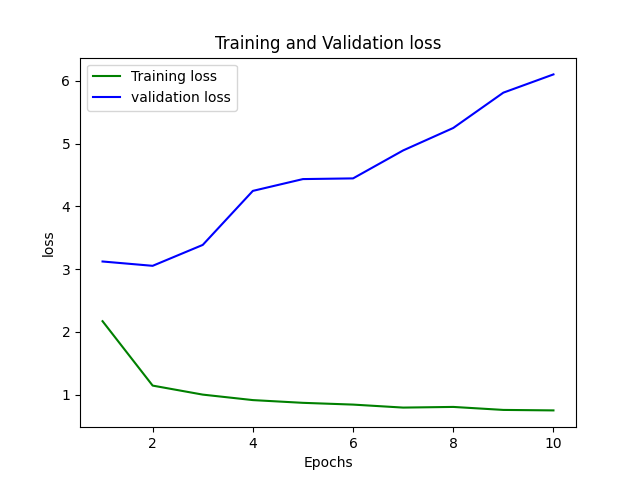 Training and Validation loss
Training loss
validation loss
6
5
4
3
2
1
loss
2 4 6 8 10
Epochs